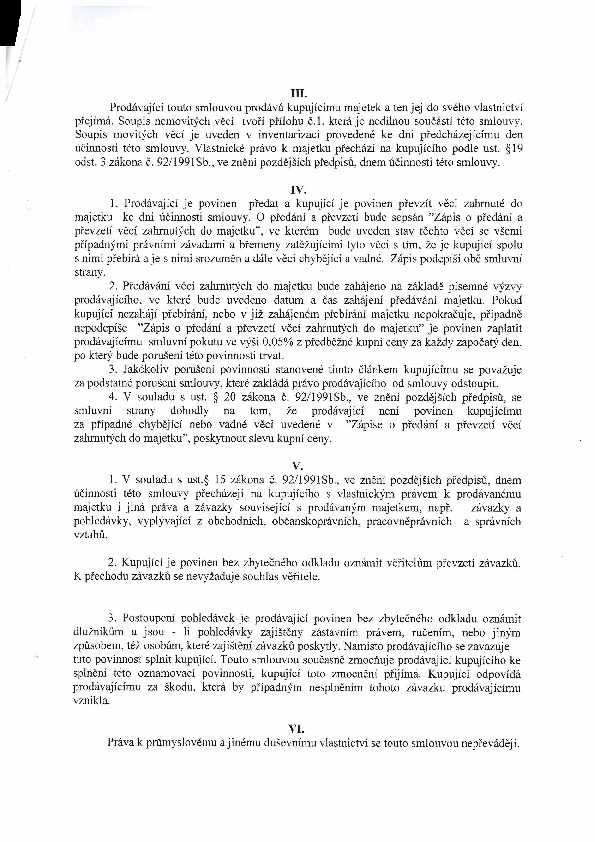 III.
Prodávající touto smlouvou prodává kupujícímu majetek a ten jej do svého vlastnictví
přejímá. Soupis nemovitých věcí tvoří přílohu č.1, která je nedílnou součástí této smlouvy.
Soupis movitých věcí je uveden v inventarizaci provedené ke dni předcházejícímu den
účinnosti této smlouvy. Vlastnické právo k majetku přechází na kupujícího podle ust. §19
odst. 3 zákona č. 92/1991Sb., ve znění pozdějších předpisů, dnem účinnosti této smlouvy.
IV.
1. Prodávající je povinen předat a kupující je povinen převzít věci zahrnuté do
majetku ke dni účinnosti smlouvy. O předání a převzetí bude sepsán "Zápis o předání a
převzetí věcí zahrnutých do majetku", ve kterém bude uveden stav těchto věcí se všemi
případnými právními závadami a břemeny zatěžujícími tyto věci s tím, že je kupující spolu
s nimi přebírá a je s nimi srozuměn a dále věci chybějící a vadné. Zápis podepíší obě smluvní
strany.
2. Předávání věcí zahrnutých do majetku bude zahájeno na základě písemné výzvy
prodávajícího, ve které bude uvedeno datum a čas zahájení předávání majetku. Pokud
kupující nezahájí přebírání, nebo v již zahájeném přebírání majetku nepokračuje, případně
nepodepíše "Zápis o předání a převzetí věcí zahrnutých do majetku" je povinen zaplatit
prodávajícímu smluvní pokutu ve výši 0,05% z předběžné kupní ceny za každý započatý den,
po který bude porušení této povinnosti trvat.
3. Jakékoliv porušení povinnosti stanovené tímto článkem kupujícímu se považuje
za podstatné porušení smlouvy, které zakládá právo prodávajícího od smlouvy odstoupit.
4. V souladu s ust. § 20 zákona č. 92/1991Sb., ve znění pozdějších předpisů, se
smluvní strany dohodly na tom, že prodávající není povinen kupujícímu
za případné chybějící nebo vadné věci uvedené v "Zápise o předání a převzetí věcí
zahrnutých do majetku", poskytnout slevu kupní ceny.
V.
1. V souladu s ust.§ 15 zákona č. 92/1991Sb., ve znění pozdějších předpisů, dnem
účinnosti této smlouvy přecházejí na kupujícího s vlastnickým právem k prodávanému
majetku i jiná práva a závazky související s prodávaným majetkem, např. závazky a
pohledávky, vyplývající z obchodních, občanskoprávních, pracovněprávních a správních
vztahů.
2. Kupující je povinen bez zbytečného odkladu oznámit věřitelům převzetí závazků.
K přechodu závazků se nevyžaduje souhlas věřitele.
3. Postoupení pohledávek je prodávající povinen bez zbytečného odkladu oznámit
dlužníkům a jsou - li pohledávky zajištěny zástavním právem, ručením, nebo jiným
způsobem, též osobám, které zajištění závazků poskytly. Namísto prodávajícího se zavazuje
tuto povinnost splnit kupující. Touto smlouvou současně zmocňuje prodávající kupujícího ke
splnění této oznamovací povinnosti, kupující toto zmocnění přijímá. Kupující odpovídá
prodávajícímu za škodu, která by případným nesplněním tohoto závazku prodávajícímu
vznikla.
VI.
Práva k průmyslovému a jinému duševnímu vlastnictví se touto smlouvou nepřevádějí.